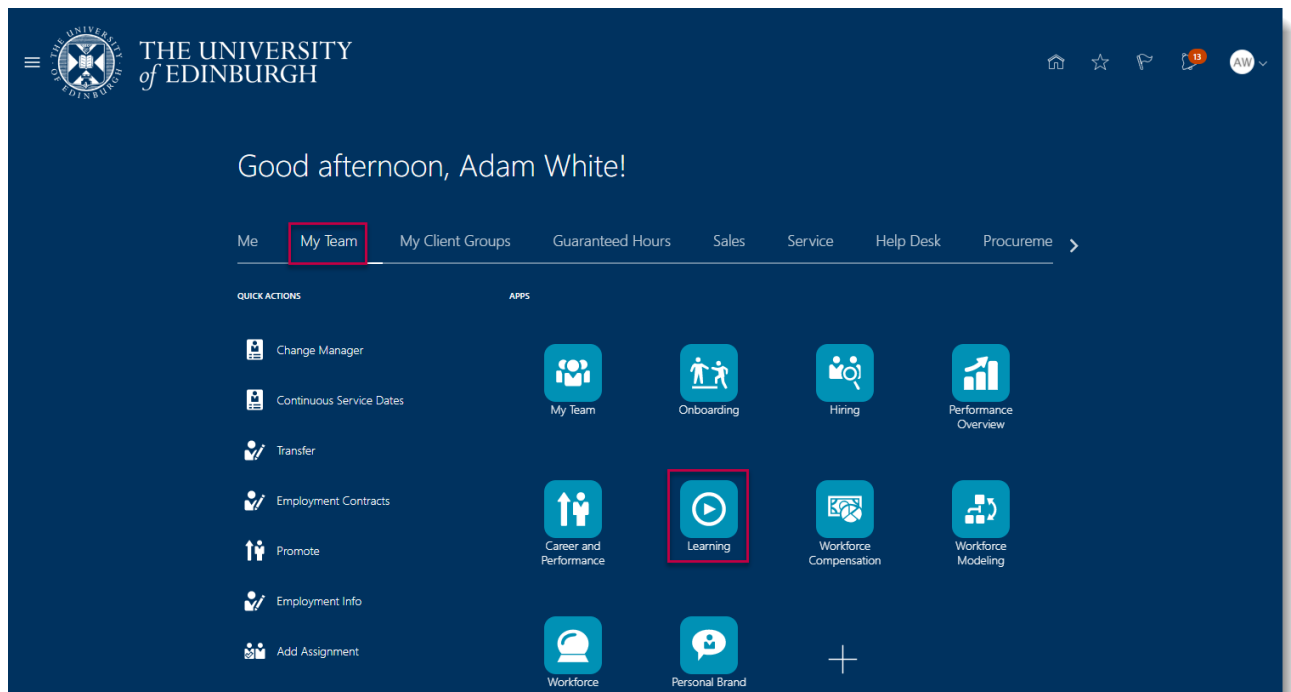 THE UNIVERSITY
of EDINBURGH
13
AW
Good afternoon, Adam White!
Me My Team My Client Groups Guaranteed Hours Sales Service Help Desk Procureme
QUICK ACTIONS
APPS
Change Manager
Continuous Service Dates
Transfer
Employment Contracts
Promote
Employment Info
Add Assignment
My Team
Onboarding
Hiring
Performance
Overview
Career and
Performance
Learning
Workforce
Compensation
Workforce
Modeling
Workforce
Personal Brand